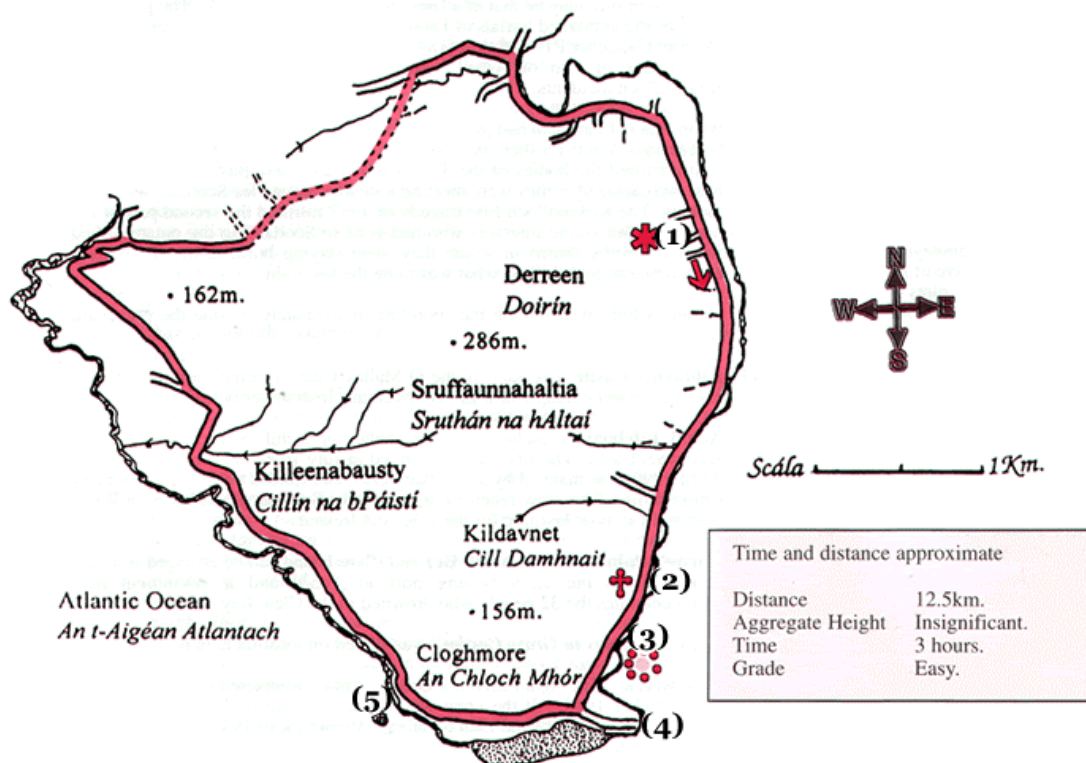 (1)
Derreen
Doirín
162m.
286m.
N
W E
S
Sruffaunnahaltia
Sruthán na hAltaí
Scála 1Km.
Killeenabausty
Cillín na bPáistí
Kildavnet
Cill Damhnait
(2)
Atlantic Ocean
An t-Aigéan Atlantach
156m.
(3)
Cloghmore
An Chloch Mhór
(5)
(4)
Time and distance approximate
Distance 12.5km.
Aggregate Height Insignificant.
Time 3 hours.
Grade Easy.